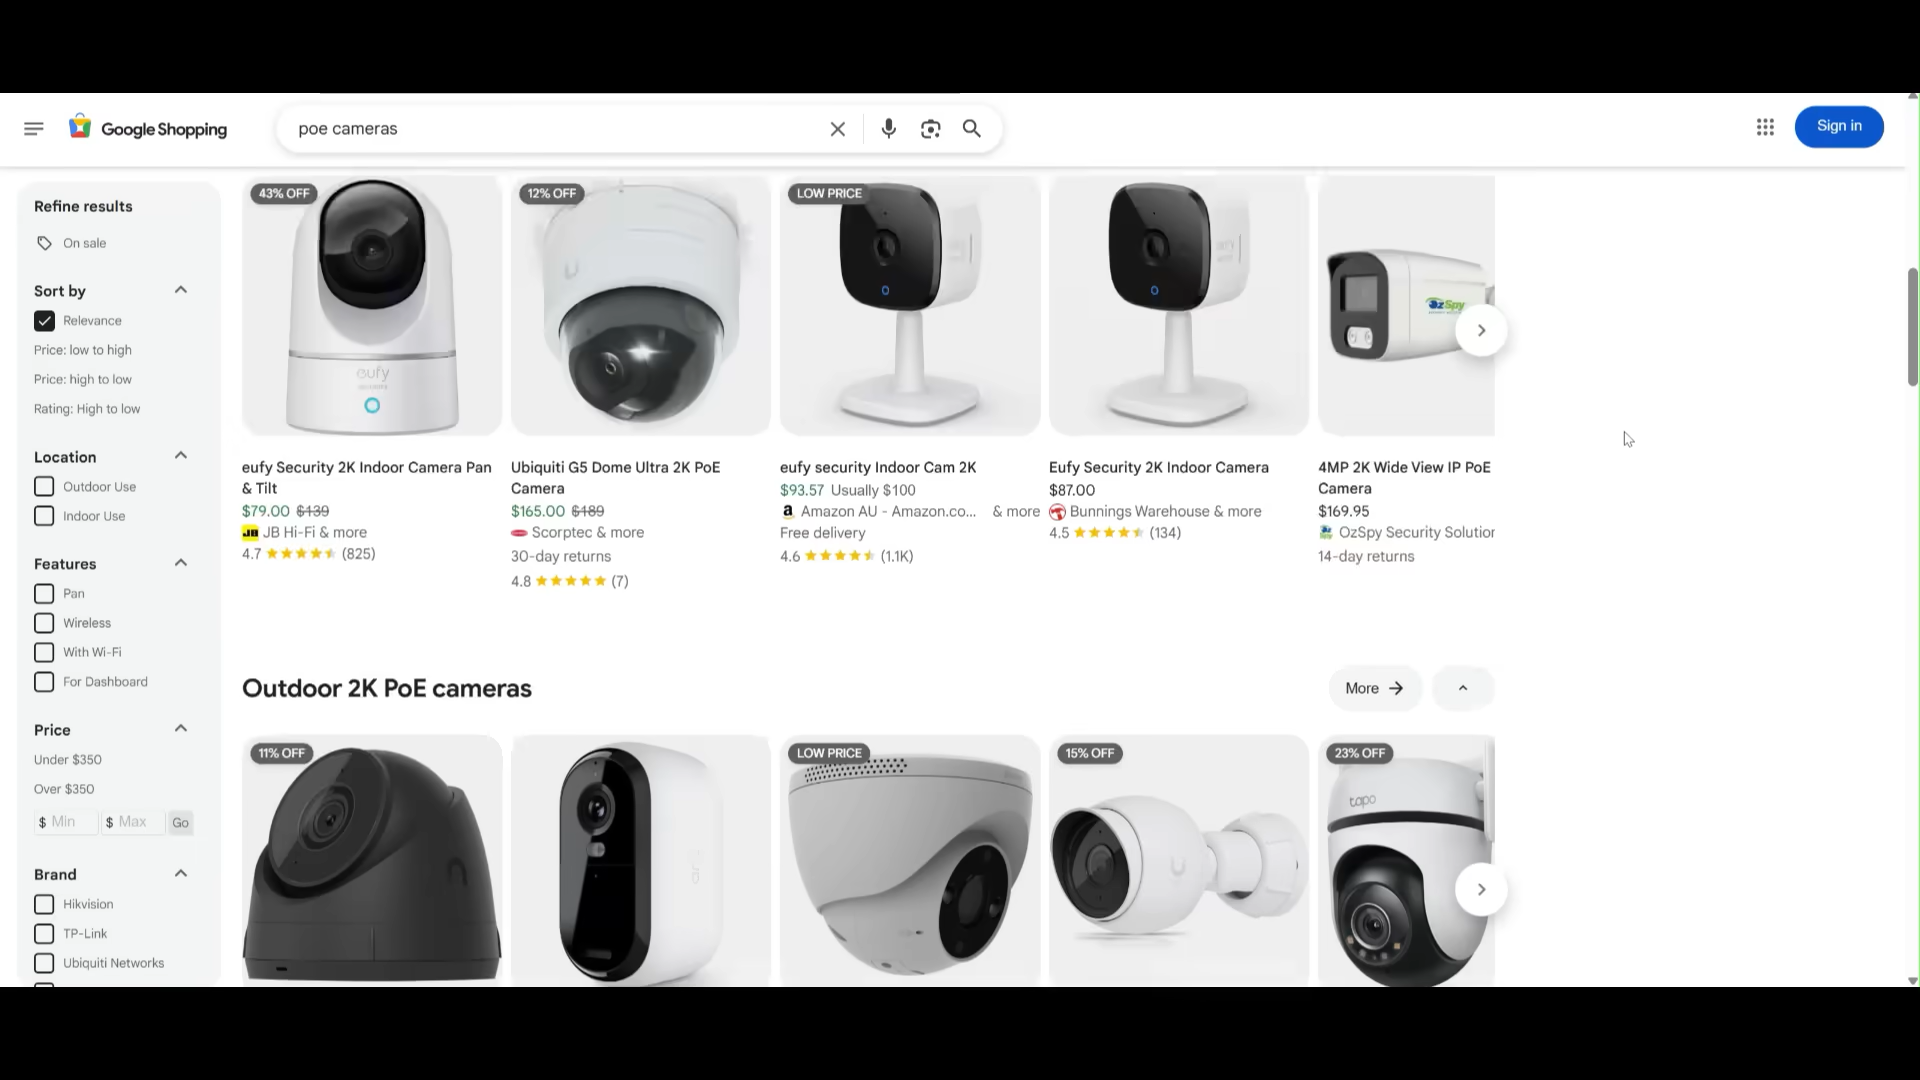 Google Shopping
poe cameras
Sign in
Refine results
On sale
Sort by
Relevance
Price: low to high
Price: high to low
Rating: High to low
Location
Outdoor Use
Indoor Use
Features
Pan
Wireless
With Wi-Fi
For Dashboard
Price
Under $350
Over $350
$ Min $ Max Go
Brand
Hikvision
TP-Link
Ubiquiti Networks
43% OFF
eufy
eufy Security 2K Indoor Camera Pan
& Tilt
$79.00 $139
JB JB Hi-Fi & more
4.7 (825)
12% OFF
Ubiquiti G5 Dome Ultra 2K PoE
Camera
$165.00 $189
Scorptec & more
30-day returns
4.8 (7)
LOW PRICE
eufy security Indoor Cam 2K
$93.57 Usually $100
a Amazon AU - Amazon.co... & more
Free delivery
4.6 (1.1K)
Eufy Security 2K Indoor Camera
$87.00
Bunnings Warehouse & more
4.5 (134)
OzSpy
4MP 2K Wide View IP PoE
Camera
$169.95
OzSpy Security Solution
14-day returns
Outdoor 2K PoE cameras
More
11% OFF
LOW PRICE
15% OFF
23% OFF
tapo